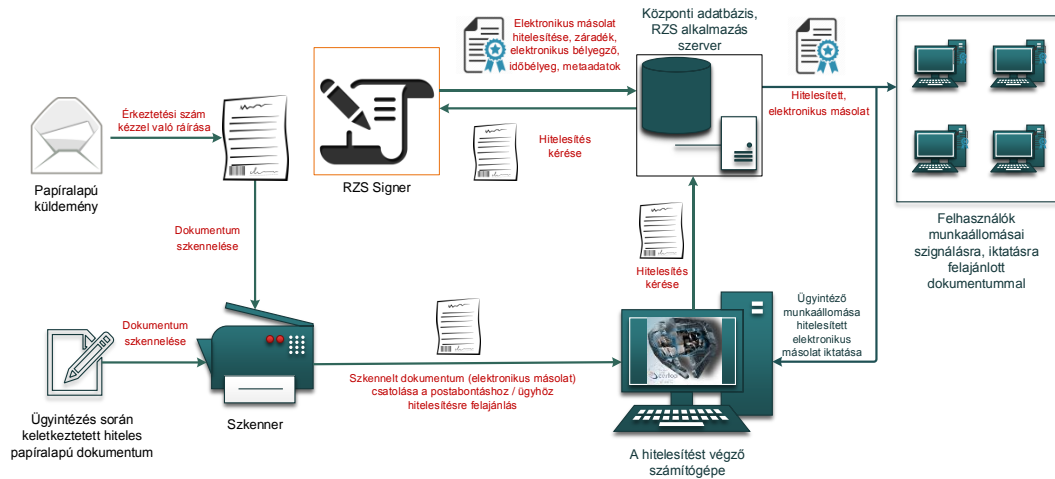 Elektronikus másolat
hitelesítése, záradék,
elektronikus bélyegző,
időbélyeg, metaadatok
Központi adatbázis,
RZS alkalmazás
szerver
Hitelesített,
elektronikus másolat
Érkeztetési szám
kézzel való ráírása
Papíralapú
küldemény
RZS Signer
Hitelesítés
kérése
Felhasználók
munkaállomásai
szignálásra, iktatásra
felajánlott
dokumentummal
Dokumentum
szkennelése
Hitelesítés
kérése
Ügyintéző
munkaállomása
hitelesített
elektronikus
másolat iktatása
Dokumentum
szkennelése
Ügyintézés során
keletkeztetett hiteles
papíralapú dokumentum
Szkenner
Szkennelt dokumentum (elektronikus másolat)
csatolása a postabontáshoz / ügyhöz
hitelesítésre felajánlás
A hitelesítést végző
számítógépe